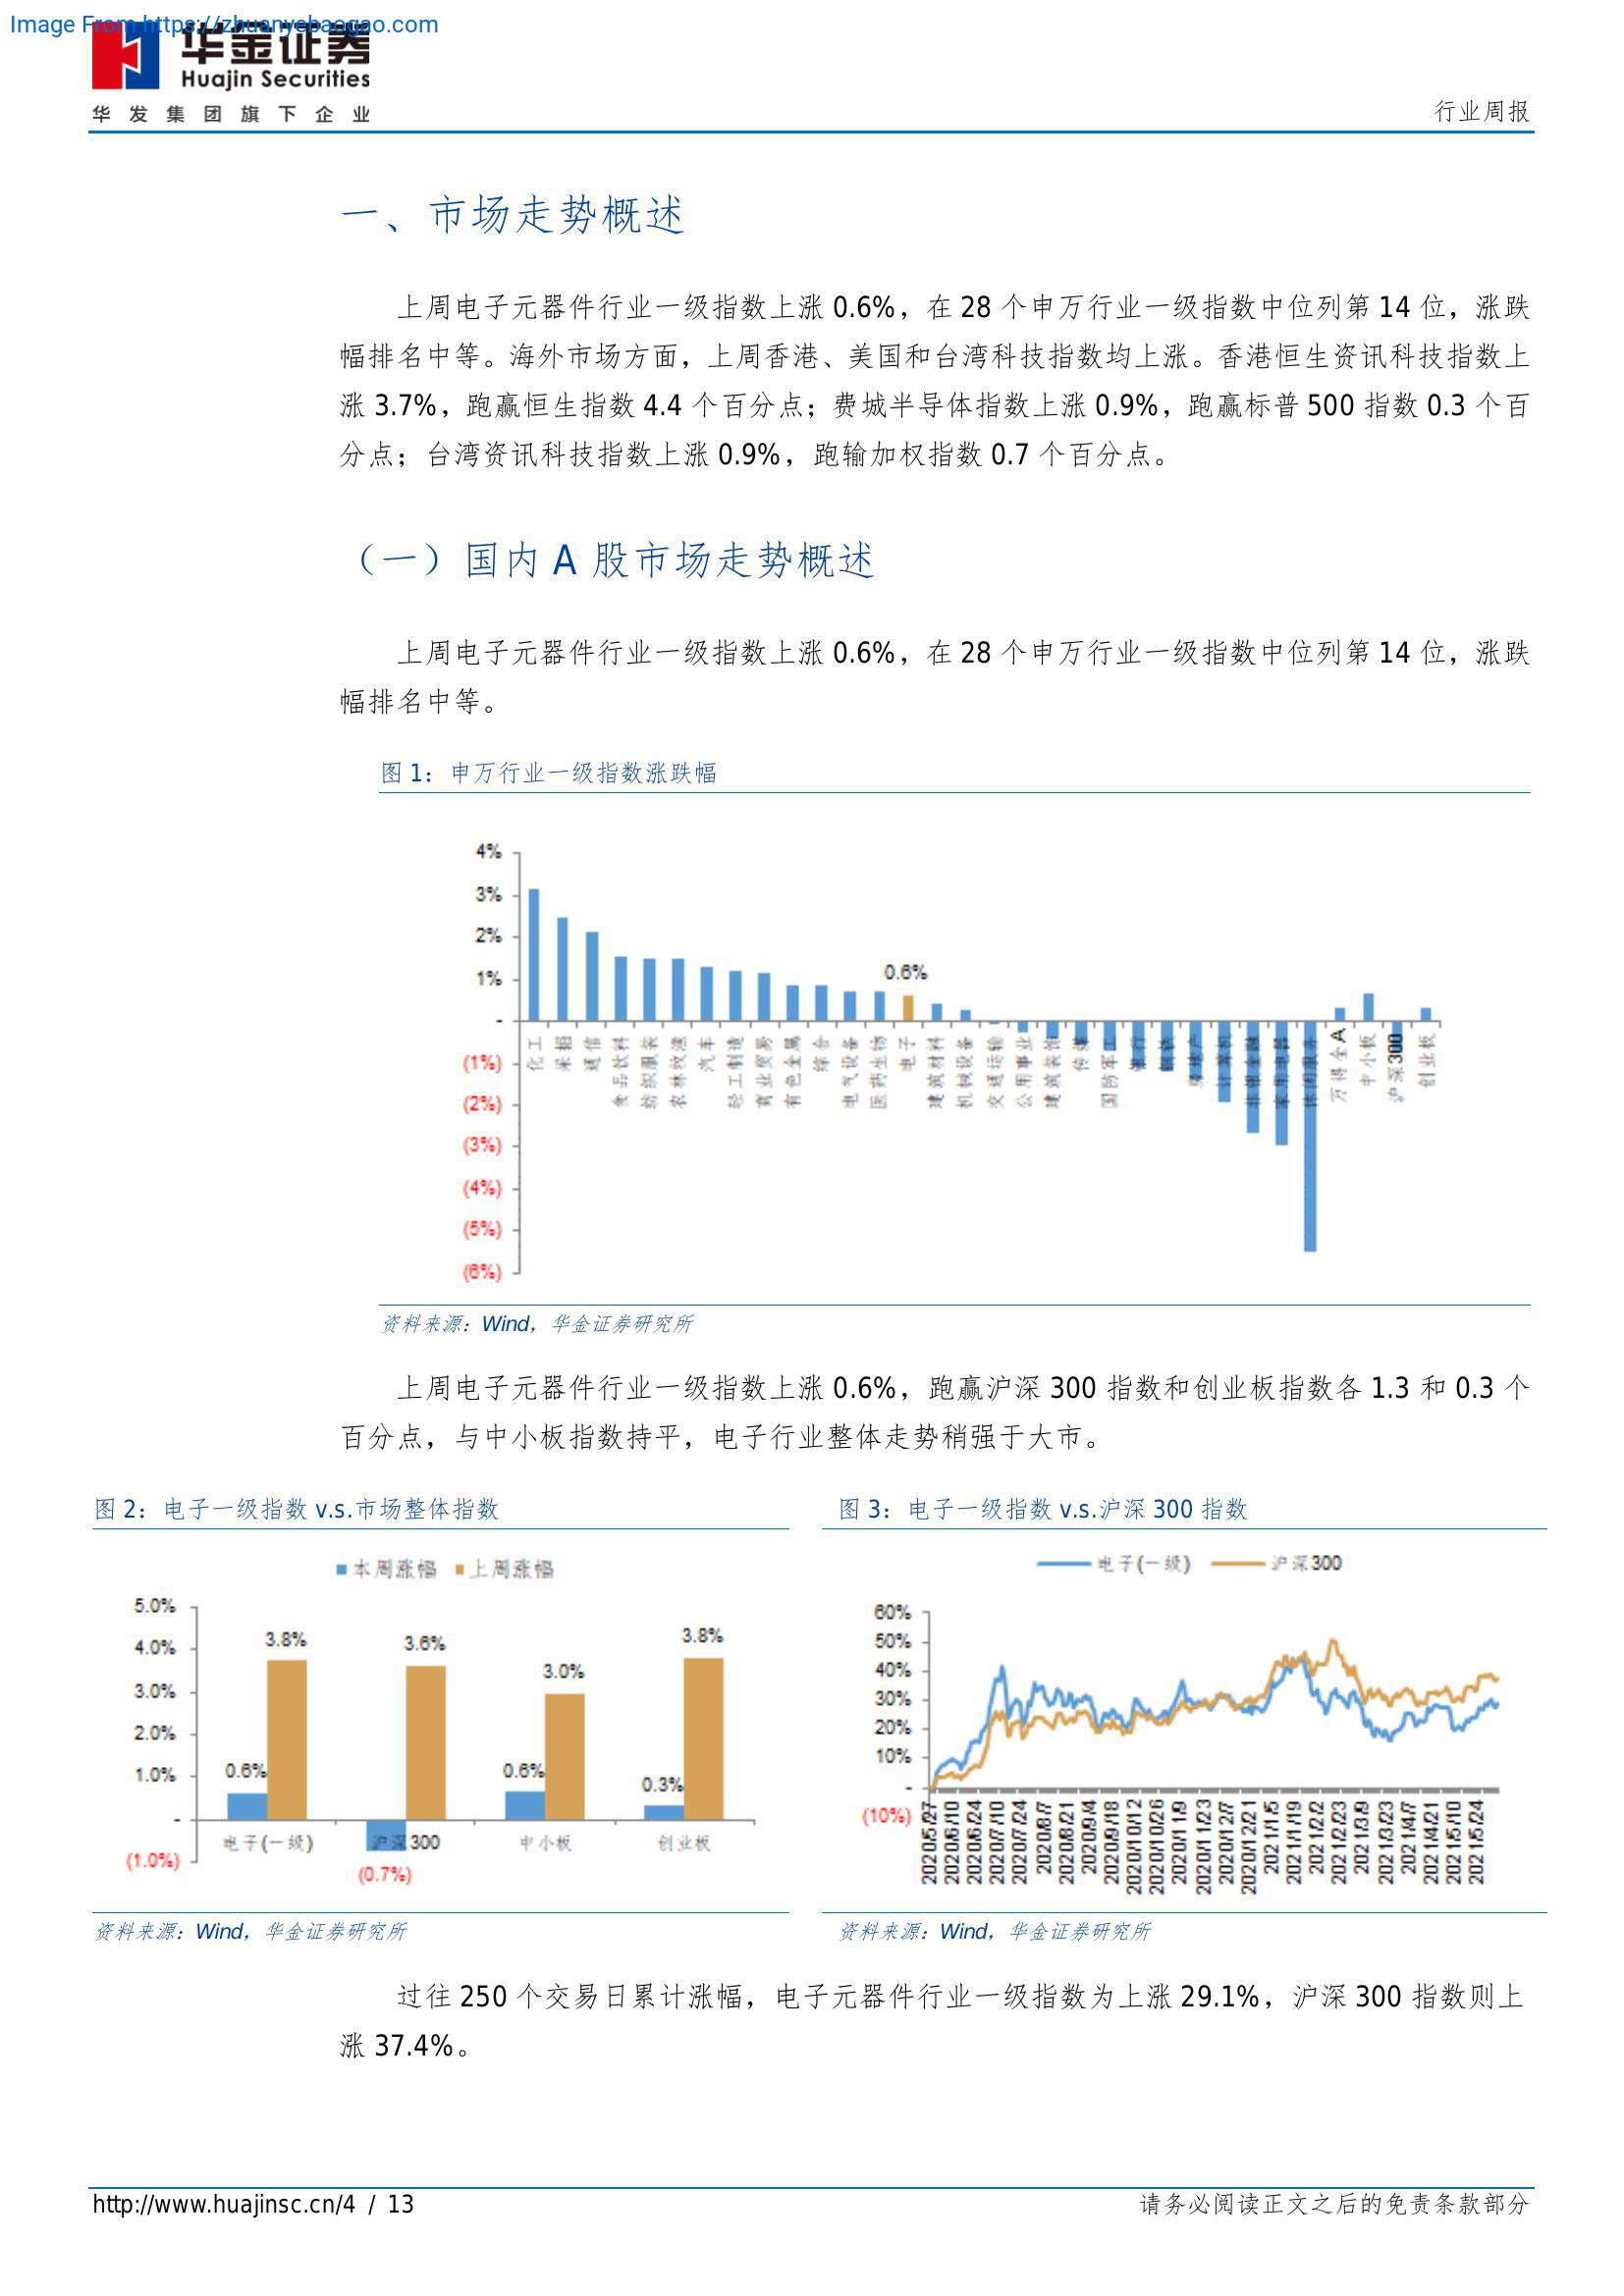 Image From https://zhuanyebaogao.com
华金证券
Huajin Securities
华发集团旗下企业
行业周报
一、市场走势概述
上周电子元器件行业一级指数上涨 0.6%，在 28 个申万行业一级指数中位列第 14 位，涨跌
幅排名中等。海外市场方面，上周香港、美国和台湾科技指数均上涨。香港恒生资讯科技指数上
涨 3.7%，跑赢恒生指数 4.4 个百分点；费城半导体指数上涨 0.9%，跑赢标普 500 指数 0.3 个百
分点；台湾资讯科技指数上涨 0.9%，跑输加权指数 0.7 个百分点。
（一）国内 A 股市场走势概述
上周电子元器件行业一级指数上涨 0.6%，在 28 个申万行业一级指数中位列第 14 位，涨跌
幅排名中等。
图 1：申万行业一级指数涨跌幅
4%
3%
2%
1%
-
(1%)
(2%)
(3%)
(4%)
(5%)
(6%)
0.6%
化工
采掘
通信
食品饮料
纺织服装
农林牧渔
汽车
轻工制造
商业贸易
有色金属
综合
电气设备
医药生物
电子
建筑材料
机械设备
交通运输
公用事业
建筑装饰
传媒
国防军工
银行
钢铁
房地产
计算机
非银金融
家用电器
休闲服务
万得全A
中小板
沪深300
创业板
资料来源：Wind，华金证券研究所
上周电子元器件行业一级指数上涨 0.6%，跑赢沪深 300 指数和创业板指数各 1.3 和 0.3 个
百分点，与中小板指数持平，电子行业整体走势稍强于大市。
图 2：电子一级指数 v.s.市场整体指数
本周涨幅 上周涨幅
5.0%
4.0%
3.0%
2.0%
1.0%
-
(1.0%)
0.6%
3.8%
(0.7%)
3.6%
0.6%
3.0%
0.3%
3.8%
电子(一级)
沪深300
中小板
创业板
资料来源：Wind，华金证券研究所
图 3：电子一级指数 v.s.沪深 300 指数
电子(一级) 沪深300
60%
50%
40%
30%
20%
10%
-
(10%)
2020/5/27
2020/6/10
2020/6/24
2020/7/10
2020/7/24
2020/8/7
2020/8/21
2020/9/4
2020/9/18
2020/10/12
2020/10/26
2020/11/9
2020/11/23
2020/12/7
2020/12/21
2021/1/5
2021/1/19
2021/2/2
2021/2/23
2021/3/9
2021/3/23
2021/4/7
2021/4/21
2021/5/10
2021/5/24
资料来源：Wind，华金证券研究所
过往 250 个交易日累计涨幅，电子元器件行业一级指数为上涨 29.1%，沪深 300 指数则上
涨 37.4%。
http://www.huajinsc.cn/4 / 13
请务必阅读正文之后的免责条款部分